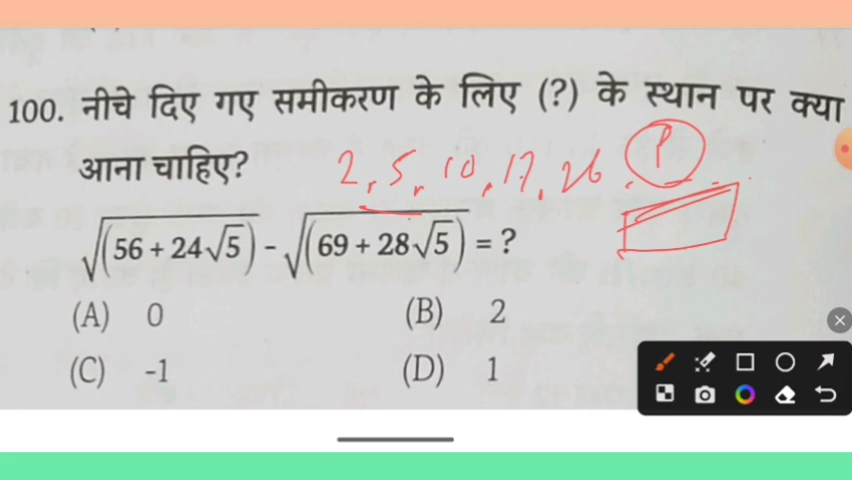 100. नीचे दिए गए समीकरण के लिए (?) के स्थान पर क्या
आना चाहिए?
2, 5, 10, 17, 26 ?
√(56 + 24√5) - √(69 + 28√5) = ?
(A) 0 (B) 2
(C) -1 (D) 1